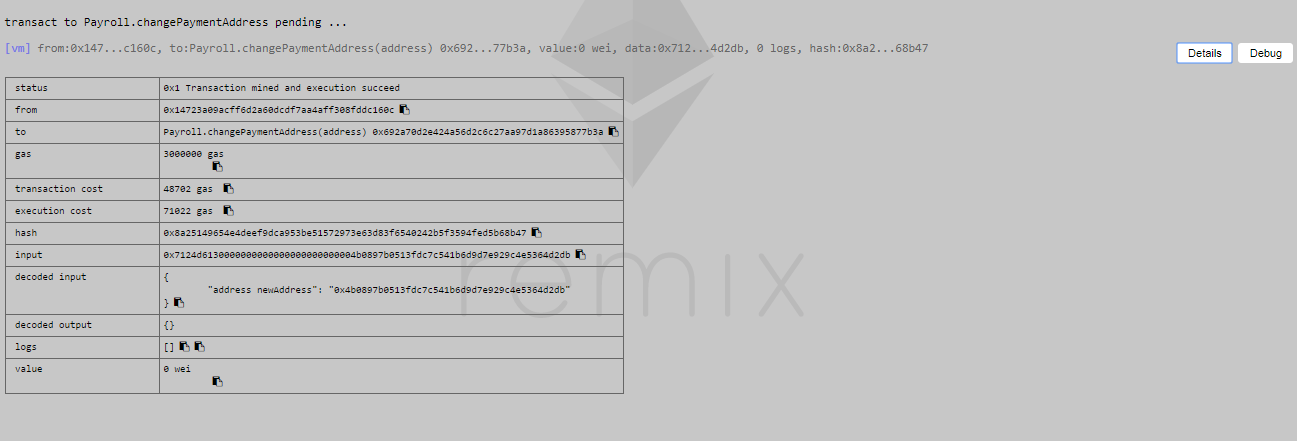 transact to Payroll.changePaymentAddress pending ...
[vm] from:0x147...c160c, to:Payroll.changePaymentAddress(address) 0x692...77b3a, value:0 wei, data:0x712...4d2db, 0 logs, hash:0x8a2...68b47
Details Debug
status 0x1 Transaction mined and execution succeed
from 0x14723a09acff6d2a60dcdf7aa4aff308fddc160c
to Payroll.changePaymentAddress(address) 0x692a70d2e424a56d2c6c27aa97d1a86395877b3a
gas 3000000 gas
transaction cost 48702 gas
execution cost 71022 gas
hash 0x8a25149654e4deef9dca953be51572973e63d83f6540242b5f3594fed5b68b47
input 0x7124d6130000000000000000000000004b0897b0513fdc7c541b6d9d7e929c4e5364d2db
decoded input {
"address newAddress": "0x4b0897b0513fdc7c541b6d9d7e929c4e5364d2db"
}
decoded output {}
logs []
value 0 wei
remix